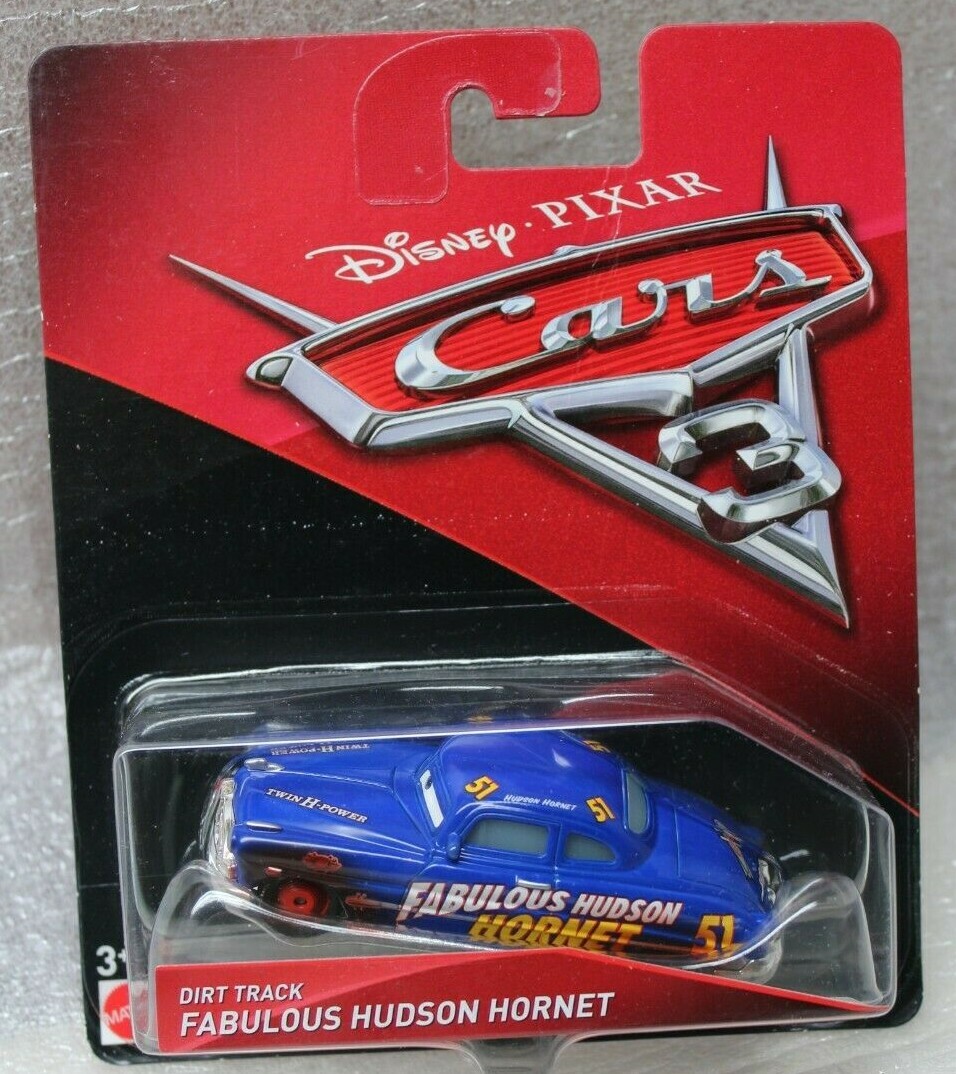 DISNEY · PIXAR
Cars
3
TWIN H-POWER
TWIN H-POWER
51
HUDSON HORNET
51
51
FABULOUS HUDSON
HORNET
51
3+
DIRT TRACK
FABULOUS HUDSON HORNET